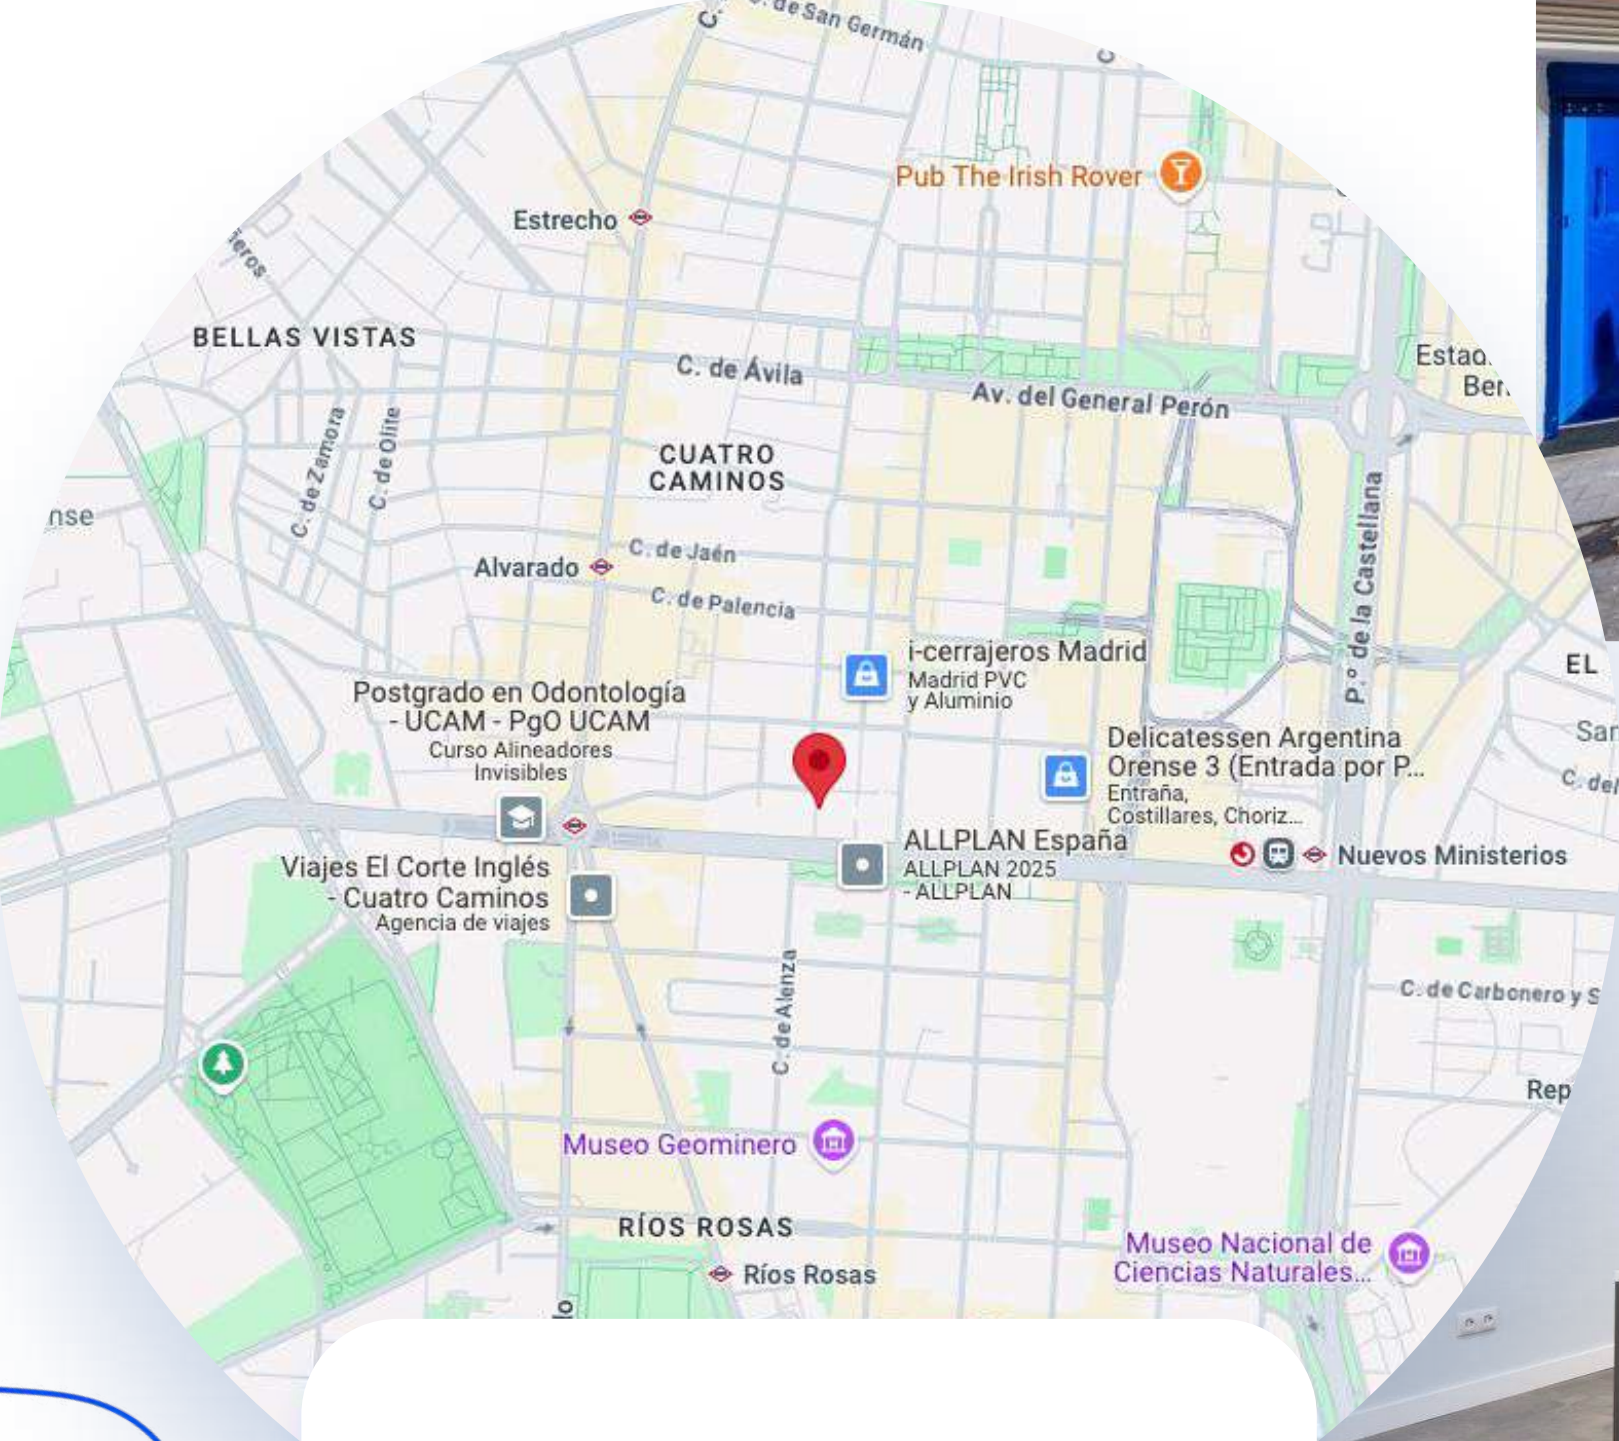 C. de San Germán
Pub The Irish Rover
Estrecho
BELLAS VISTAS
C. de Ávila
Av. del General Perón
CUATRO
CAMINOS
C. de Zamora
C. de Olite
P.º de la Castellana
C. de Jaén
Alvarado
C. de Palencia
i-cerrajeros Madrid
Madrid PVC
y Aluminio
EL
Postgrado en Odontología
- UCAM - PgO UCAM
Curso Alineadores
Invisibles
Delicatessen Argentina
Orense 3 (Entrada por P...
Entraña,
Costillares, Choriz...
ALLPLAN España
ALLPLAN 2025
- ALLPLAN
Nuevos Ministerios
Viajes El Corte Inglés
- Cuatro Caminos
Agencia de viajes
C. de Alenza
C. de Carbonero y S
Museo Geominero
RÍOS ROSAS
Ríos Rosas
Museo Nacional de
Ciencias Naturales...